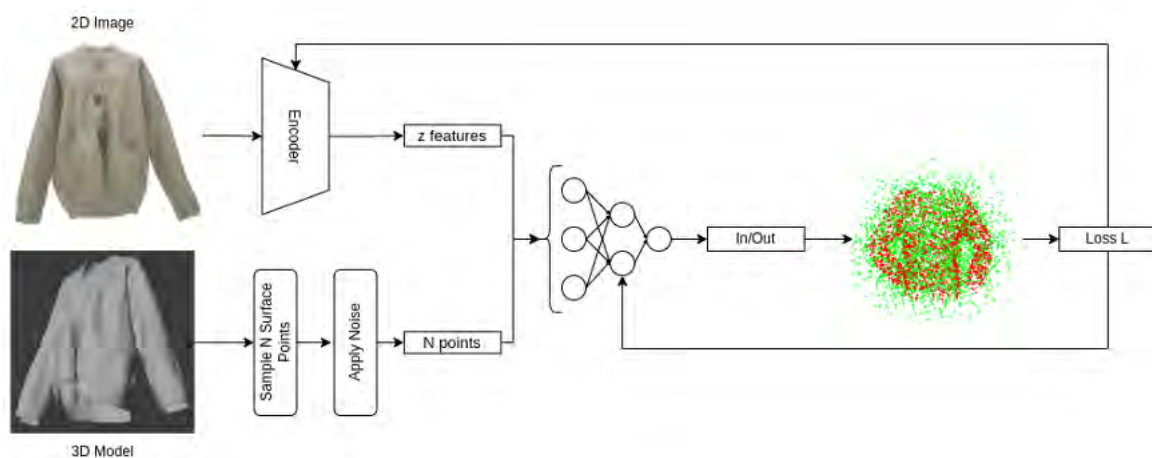 2D Image
Encoder
z features
In/Out
Loss L
Sample N Surface
Points
Apply Noise
N points
3D Model